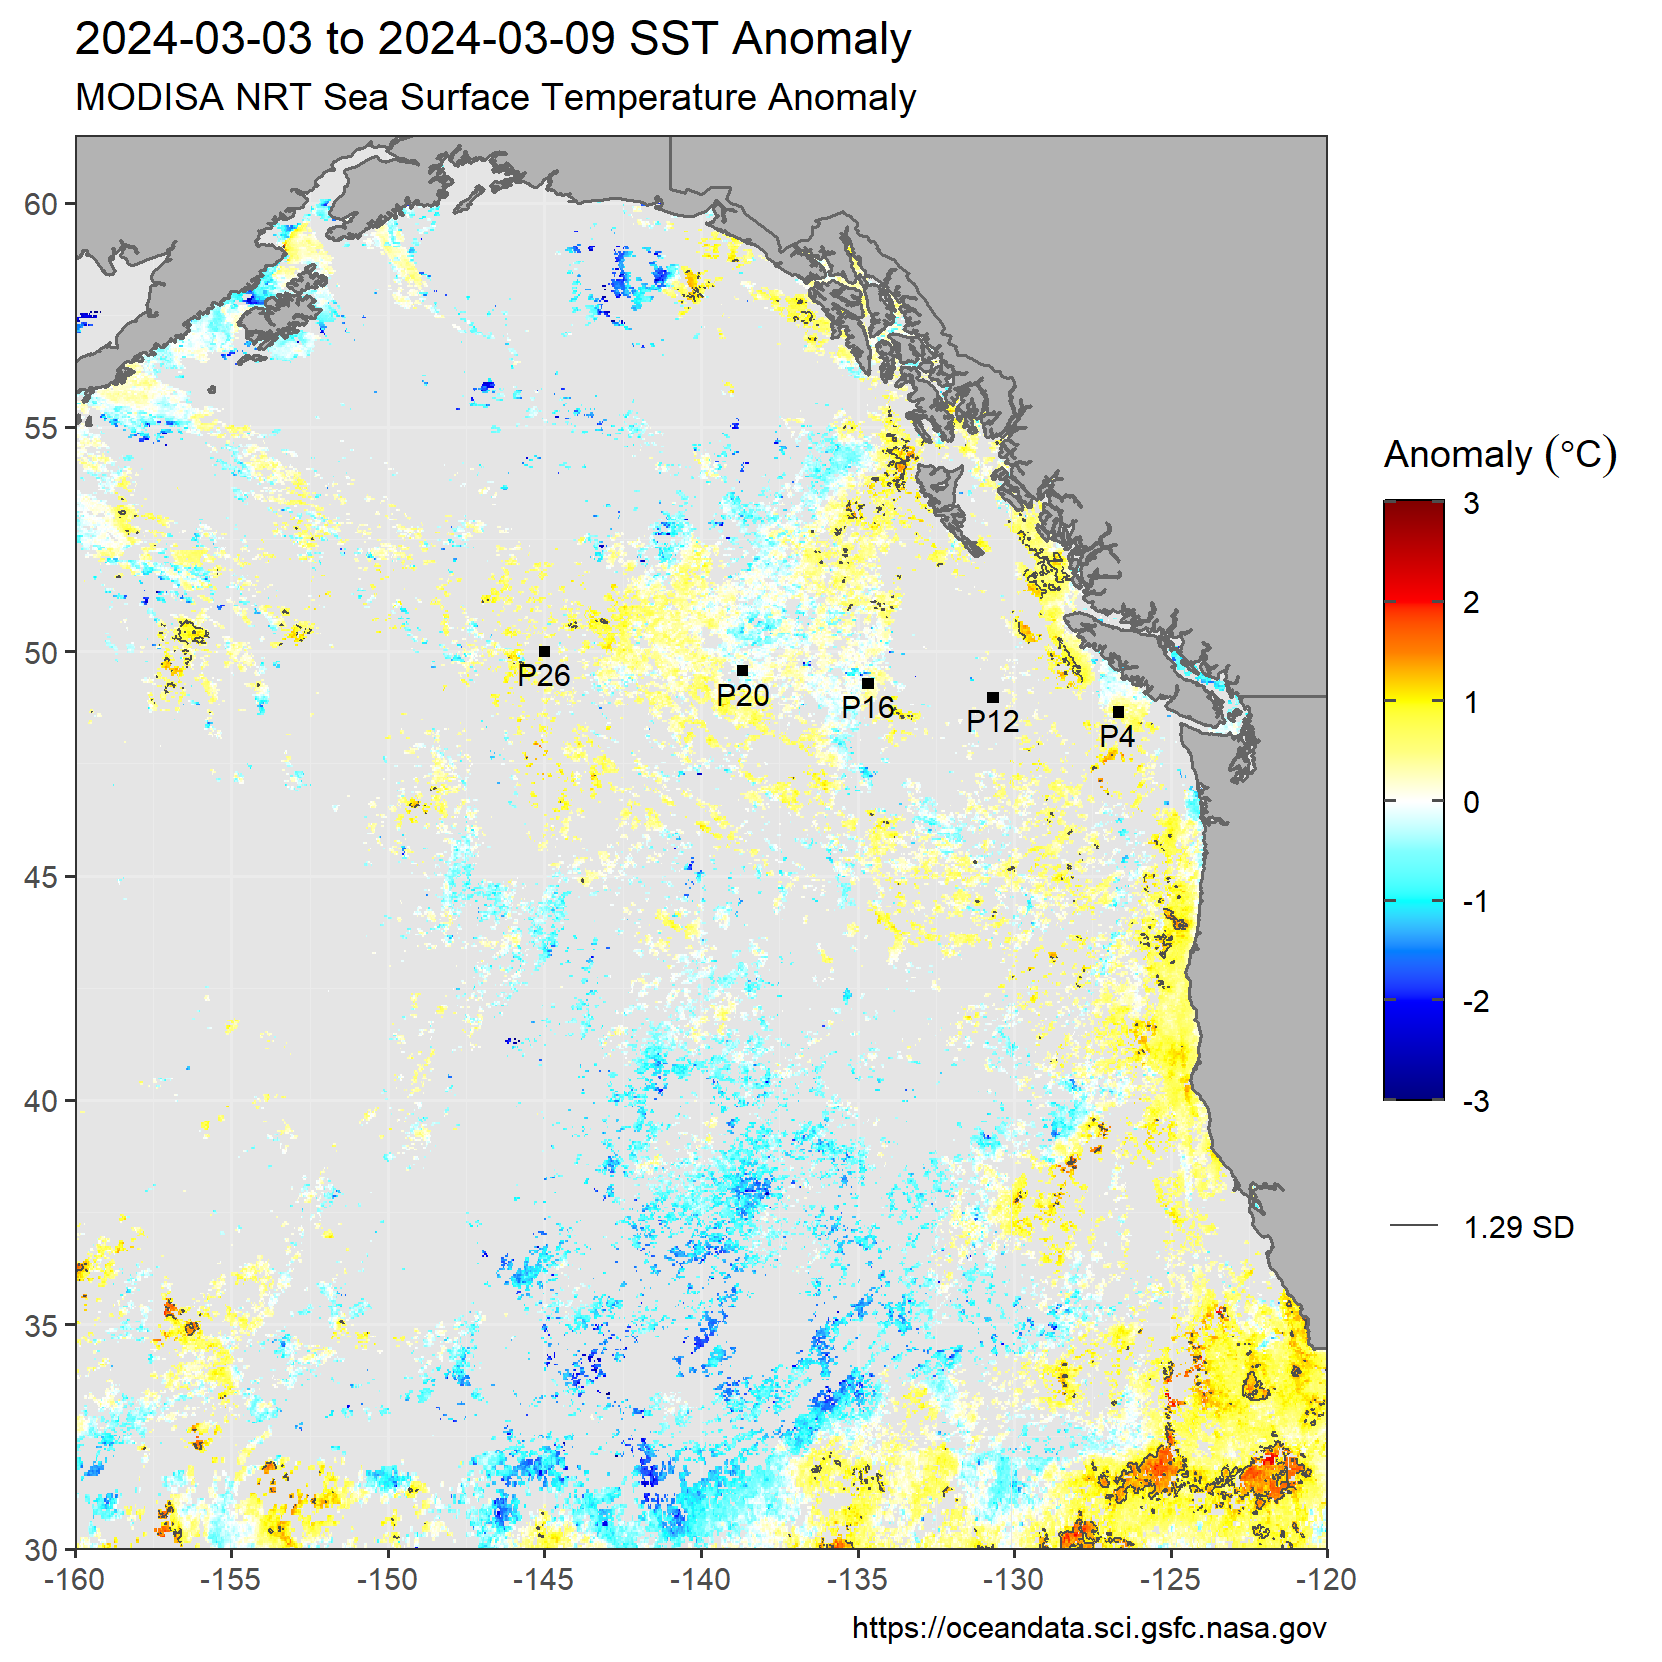 2024-03-03 to 2024-03-09 SST Anomaly
MODISA NRT Sea Surface Temperature Anomaly
60
55
50
45
40
35
30
-160
-155
-150
-145
-140
-135
-130
-125
-120
P26
P20
P16
P12
P4
Anomaly (°C)
3
2
1
0
-1
-2
-3
1.29 SD
https://oceandata.sci.gsfc.nasa.gov